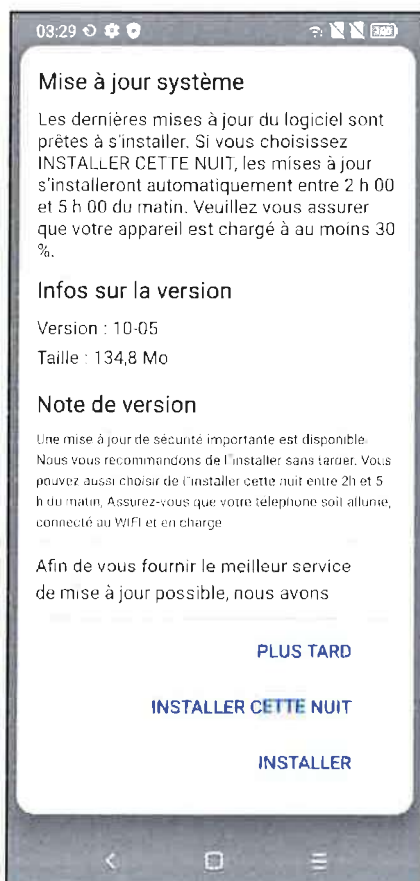 03:29
Mise à jour système
Les dernières mises à jour du logiciel sont
prêtes à s'installer. Si vous choisissez
INSTALLER CETTE NUIT, les mises à jour
s'installeront automatiquement entre 2 h 00
et 5 h 00 du matin. Veuillez vous assurer
que votre appareil est chargé à au moins 30
%.
Infos sur la version
Version : 10-05
Taille : 134,8 Mo
Note de version
Une mise à jour de sécurité importante est disponible.
Nous vous recommandons de l'installer sans tarder. Vous
pouvez aussi choisir de l'installer cette nuit entre 2h et 5
h du matin, Assurez-vous que votre telephone soit allume,
connecté au WIFI et en charge
Afin de vous fournir le meilleur service
de mise à jour possible, nous avons
PLUS TARD
INSTALLER CETTE NUIT
INSTALLER